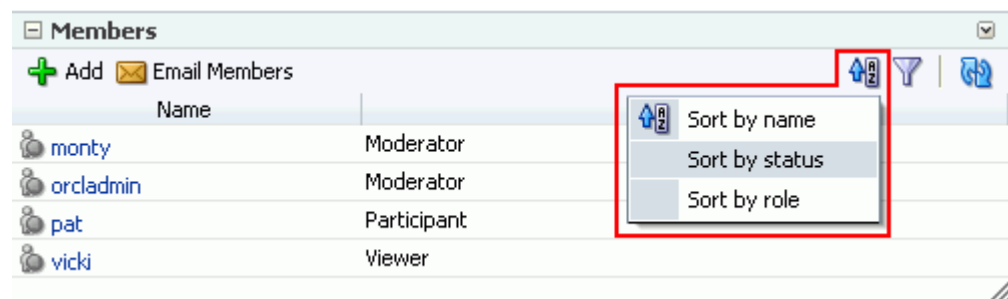 Members
Add Email Members
Name
Sort by name
monty Moderator
Sort by status
orcladmin Moderator
Sort by role
pat Participant
vicki Viewer